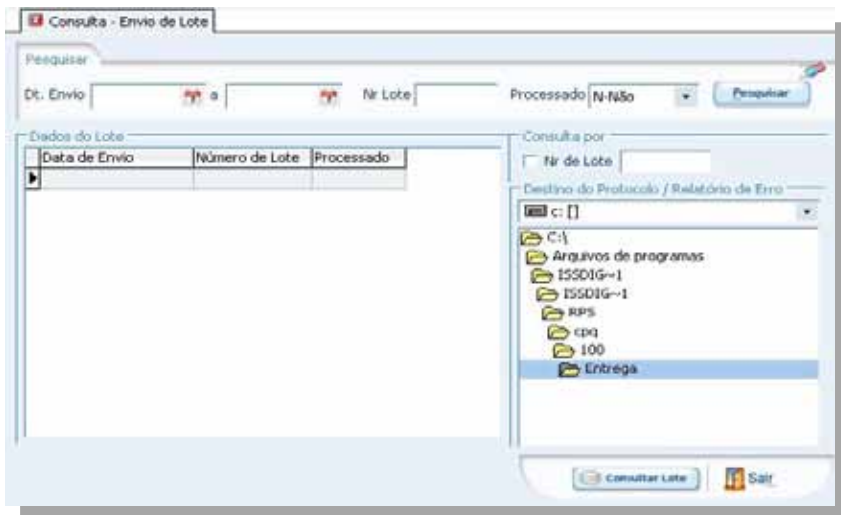 Consulta - Envio de Lote
Pesquisar
Dt. Envio a Nr Lote Processado N-Não Pesquisar
Dados do Lote
Data de Envio Número de Lote Processado
Consulta por
Nr de Lote
Destino do Protocolo / Relatório de Erro
c: []
C:\
Arquivos de programas
ISSDIG~1
ISSDIG~1
RPS
cpq
100
Entrega
Consultar Lote Sair